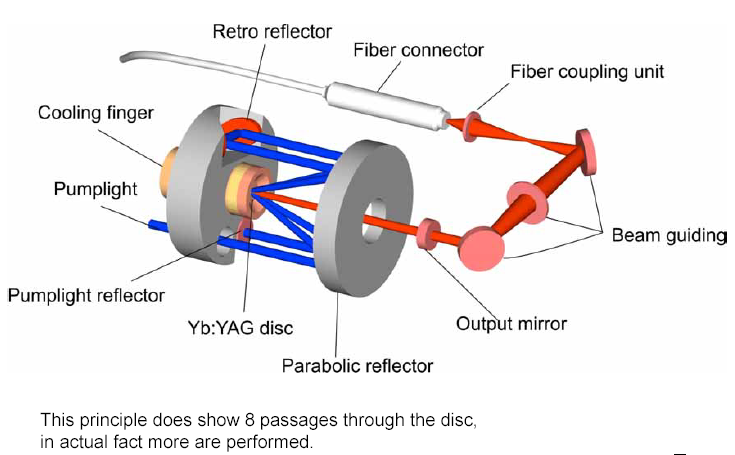 Retro reflector
Fiber connector
Fiber coupling unit
Cooling finger
Pumplight
Beam guiding
Pumplight reflector
Yb:YAG disc
Output mirror
Parabolic reflector
This principle does show 8 passages through the disc,
in actual fact more are performed.